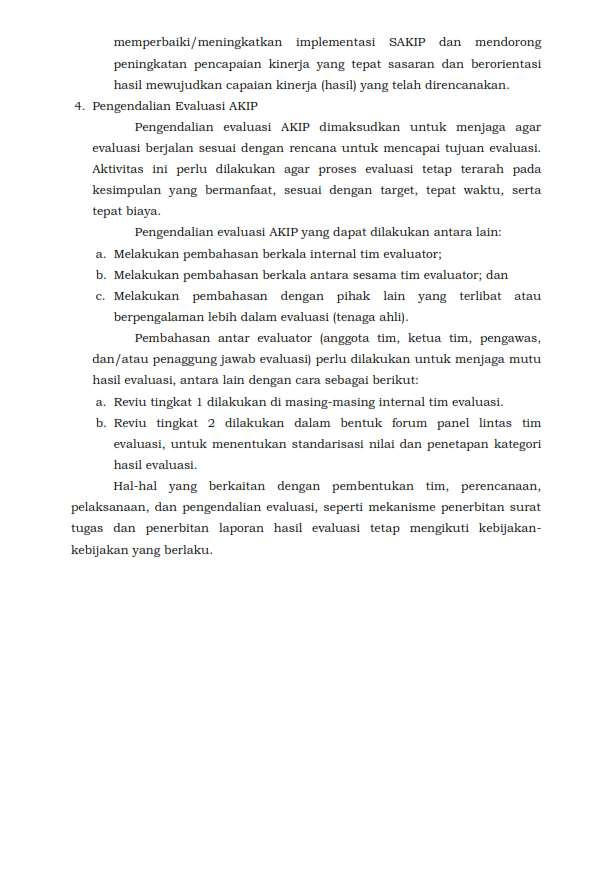 memperbaiki/meningkatkan implementasi SAKIP dan mendorong
peningkatan pencapaian kinerja yang tepat sasaran dan berorientasi
hasil mewujudkan capaian kinerja (hasil) yang telah direncanakan.
4. Pengendalian Evaluasi AKIP
Pengendalian evaluasi AKIP dimaksudkan untuk menjaga agar
evaluasi berjalan sesuai dengan rencana untuk mencapai tujuan evaluasi.
Aktivitas ini perlu dilakukan agar proses evaluasi tetap terarah pada
kesimpulan yang bermanfaat, sesuai dengan target, tepat waktu, serta
tepat biaya.
Pengendalian evaluasi AKIP yang dapat dilakukan antara lain:
a. Melakukan pembahasan berkala internal tim evaluator;
b. Melakukan pembahasan berkala antara sesama tim evaluator; dan
c. Melakukan pembahasan dengan pihak lain yang terlibat atau
berpengalaman lebih dalam evaluasi (tenaga ahli).
Pembahasan antar evaluator (anggota tim, ketua tim, pengawas,
dan/atau penaggung jawab evaluasi) perlu dilakukan untuk menjaga mutu
hasil evaluasi, antara lain dengan cara sebagai berikut:
a. Reviu tingkat 1 dilakukan di masing-masing internal tim evaluasi.
b. Reviu tingkat 2 dilakukan dalam bentuk forum panel lintas tim
evaluasi, untuk menentukan standarisasi nilai dan penetapan kategori
hasil evaluasi.
Hal-hal yang berkaitan dengan pembentukan tim, perencanaan,
pelaksanaan, dan pengendalian evaluasi, seperti mekanisme penerbitan surat
tugas dan penerbitan laporan hasil evaluasi tetap mengikuti kebijakan-
kebijakan yang berlaku.